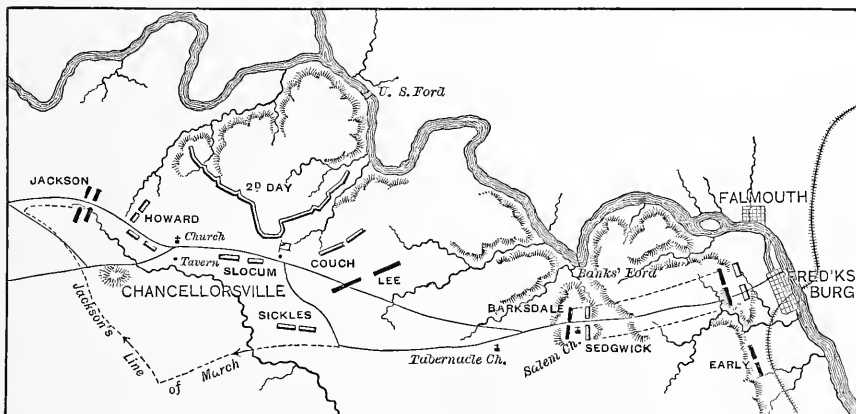 U. S. Ford
JACKSON
2D DAY
FALMOUTH
HOWARD
Church
COUCH
Tavern
SLOCUM
LEE
Banks' Ford
FRED'KS
BURG
CHANCELLORSVILLE
BARKSDALE
SICKLES
Jackson's Line of March
Tabernacle Ch.
Salem Ch.
SEDGWICK
EARLY